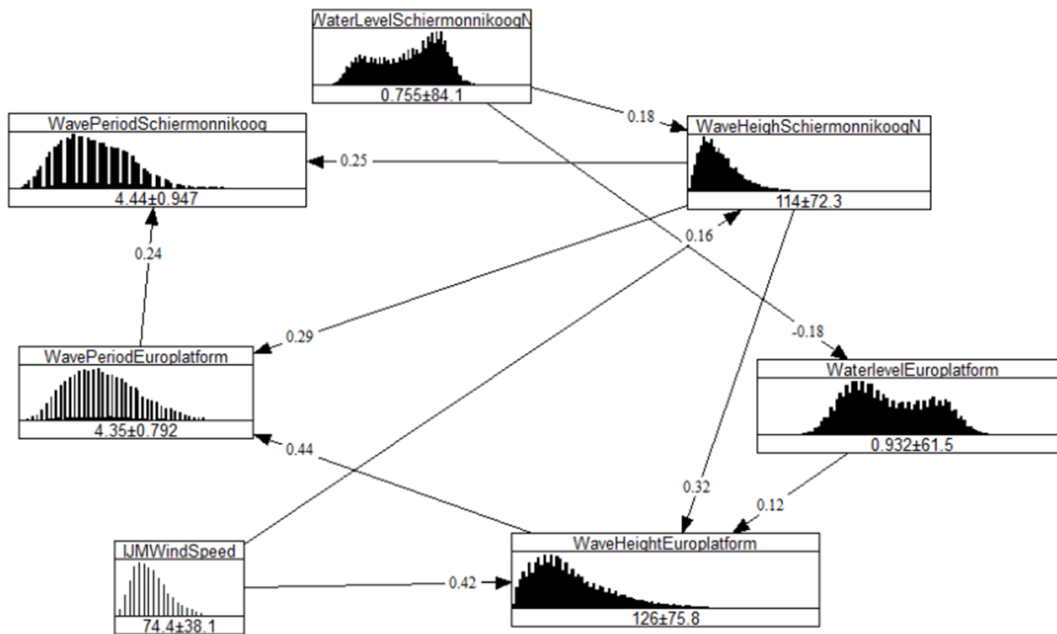 WaterLevelSchiermonnikoogN
0.755±84.1
WavePeriodSchiermonnikoog
4.44±0.947
0.18
WaveHeighSchiermonnikoogN
114±72.3
0.25
0.24
0.16
0.29
-0.18
WavePeriodEuroplatform
4.35±0.792
WaterlevelEuroplatform
0.932±61.5
0.44
0.32
0.12
IJMWindSpeed
74.4±38.1
0.42
WaveHeightEuroplatform
126±75.8